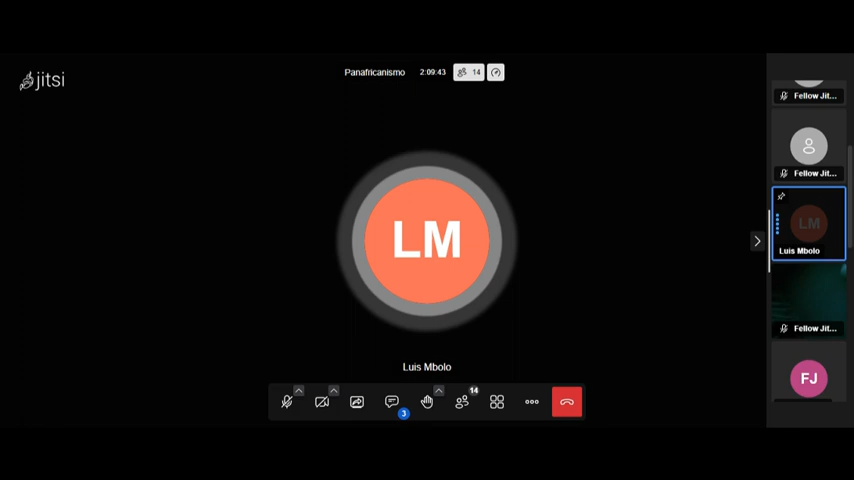 jitsi
Panafricanismo 2:09:43 14
LM
Luis Mbolo
14
3
Fellow Jit...
Fellow Jit...
LM
Luis Mbolo
Fellow Jit...
FJ